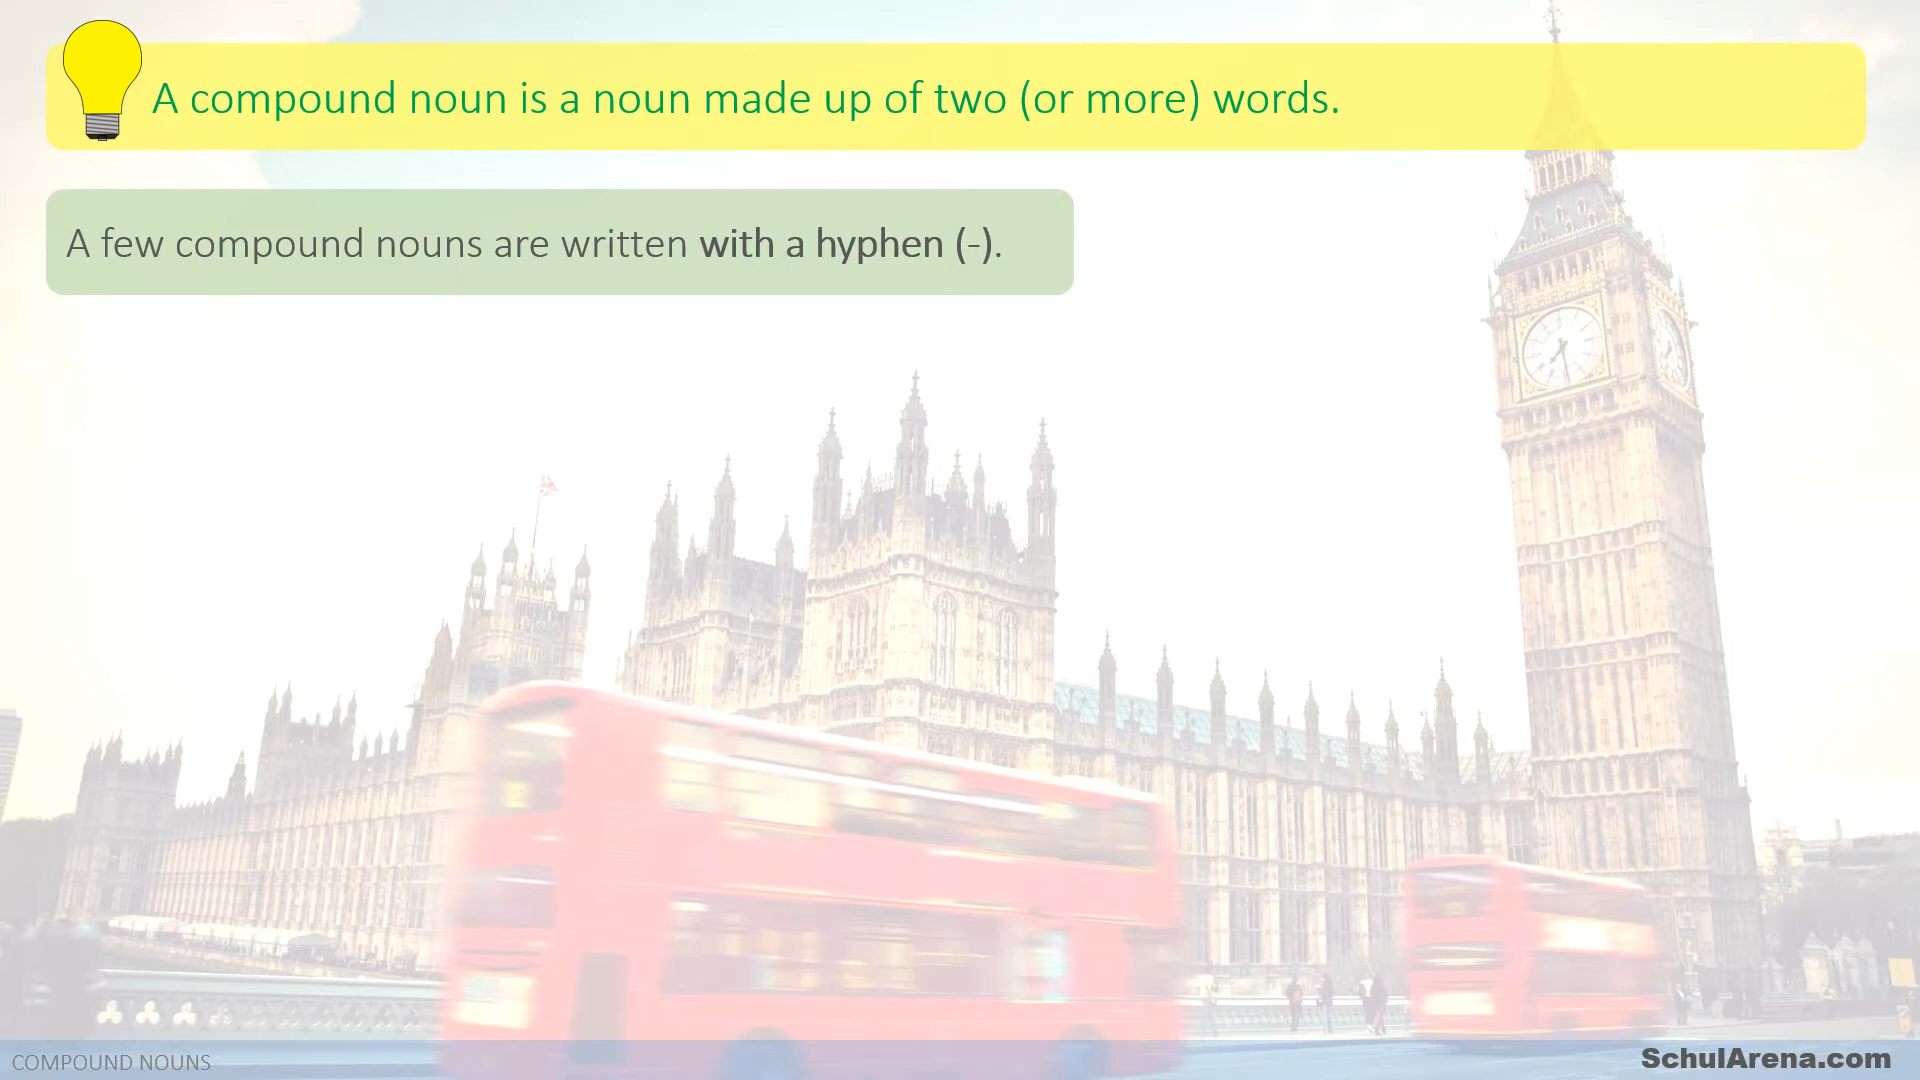 A compound noun is a noun made up of two (or more) words.
A few compound nouns are written with a hyphen (-).
COMPOUND NOUNS
SchulArena.com